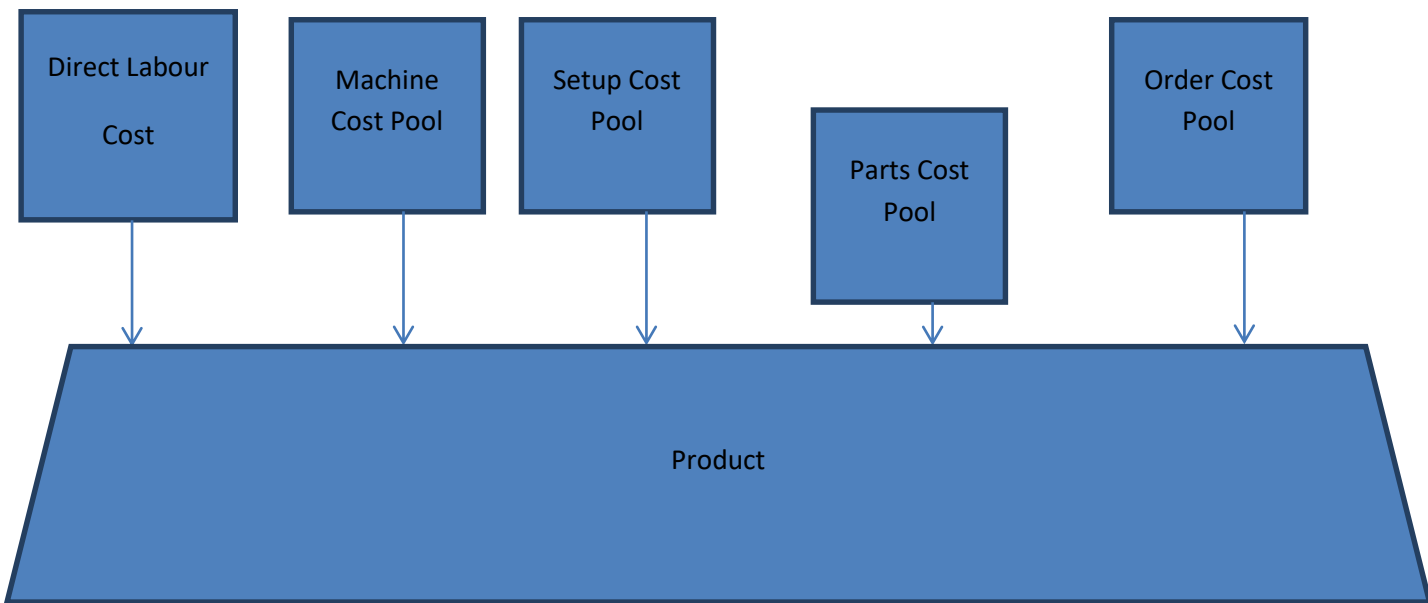 Direct Labour
Cost
Machine
Cost Pool
Setup Cost
Pool
Parts Cost
Pool
Order Cost
Pool
Product